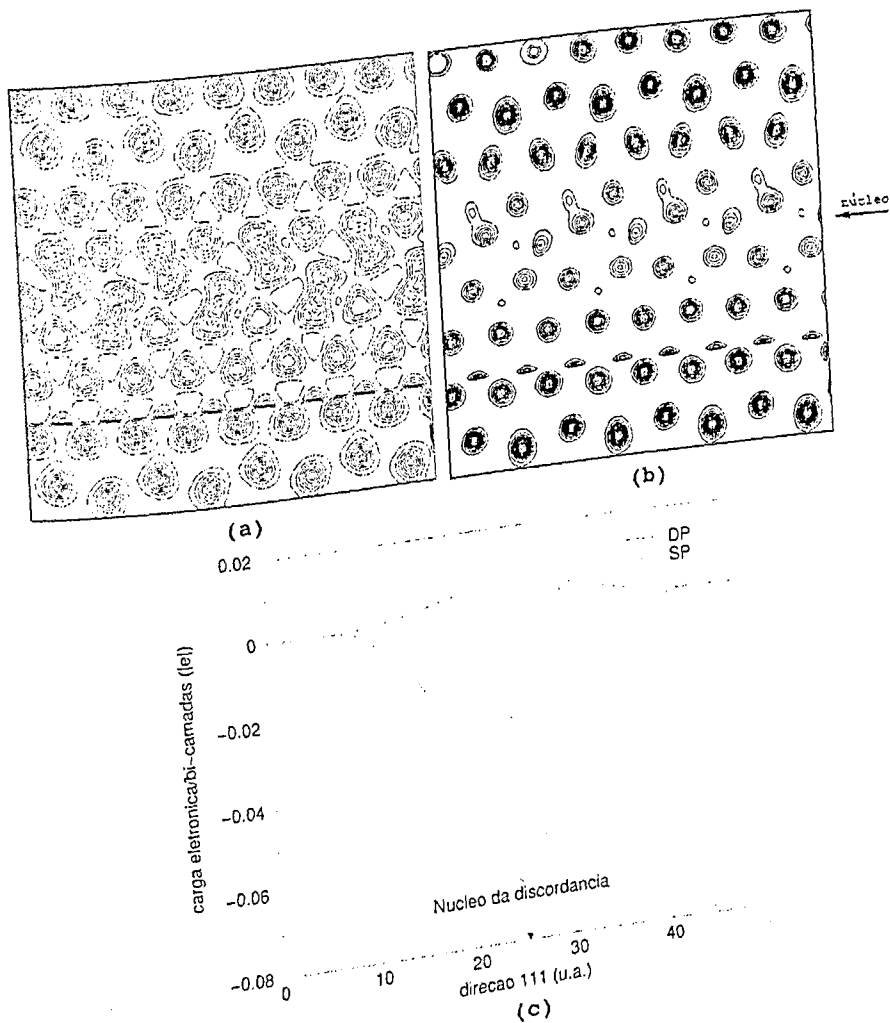 núcleo
(a)
(b)
0.02
0
-0.02
-0.04
-0.06
-0.08
carga eletronica/bi-camadas (|e|)
DP
SP
Nucleo da discordancia
0
10
20
30
40
direcao 111 (u.a.)
(c)